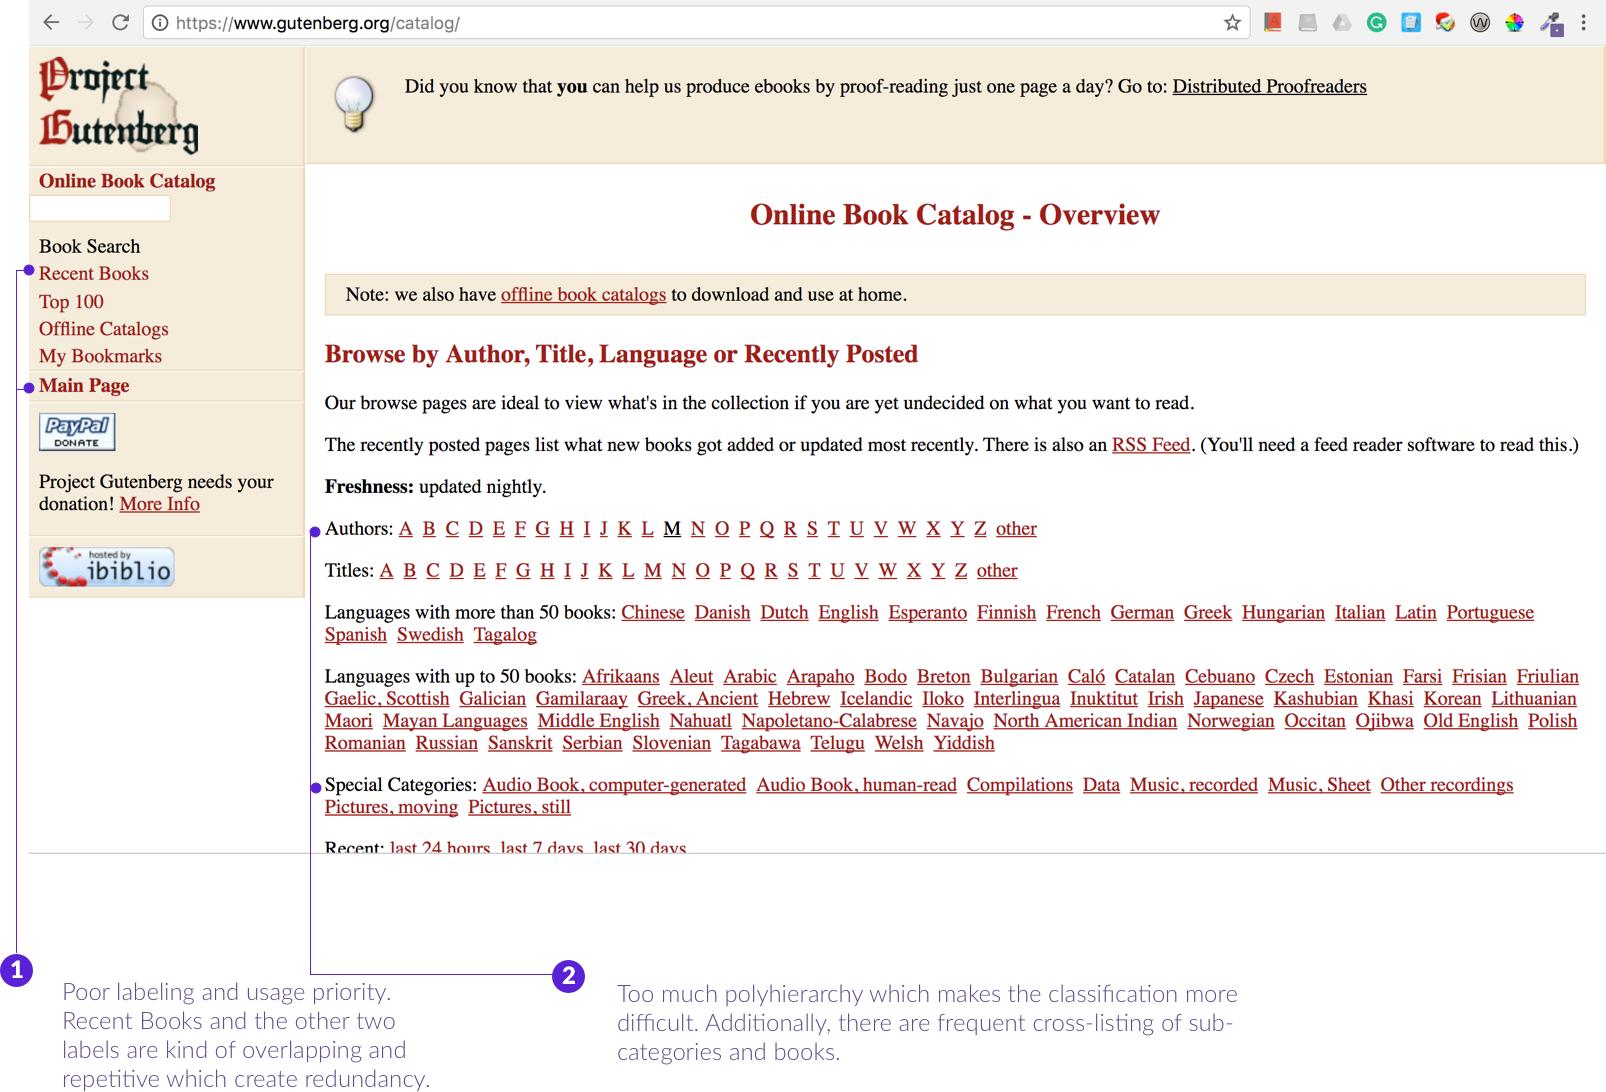 https://www.gutenberg.org/catalog/
Project
Gutenberg
Did you know that you can help us produce ebooks by proof-reading just one page a day? Go to: Distributed Proofreaders
Online Book Catalog
Book Search
Recent Books
Top 100
Offline Catalogs
My Bookmarks
Main Page
PayPal
DONATE
Project Gutenberg needs your
donation! More Info
hosted by
ibiblio
Online Book Catalog - Overview
Note: we also have offline book catalogs to download and use at home.
Browse by Author, Title, Language or Recently Posted
Our browse pages are ideal to view what's in the collection if you are yet undecided on what you want to read.
The recently posted pages list what new books got added or updated most recently. There is also an RSS Feed. (You'll need a feed reader software to read this.)
Freshness: updated nightly.
Authors: A B C D E F G H I J K L M N O P Q R S T U V W X Y Z other
Titles: A B C D E F G H I J K L M N O P Q R S T U V W X Y Z other
Languages with more than 50 books: Chinese Danish Dutch English Esperanto Finnish French German Greek Hungarian Italian Latin Portuguese
Spanish Swedish Tagalog
Languages with up to 50 books: Afrikaans Aleut Arabic Arapaho Bodo Breton Bulgarian Caló Catalan Cebuano Czech Estonian Farsi Frisian Friulian
Gaelic, Scottish Galician Gamilaraay Greek, Ancient Hebrew Icelandic Iloko Interlingua Inuktitut Irish Japanese Kashubian Khasi Korean Lithuanian
Maori Mayan Languages Middle English Nahuatl Napoletano-Calabrese Navajo North American Indian Norwegian Occitan Ojibwa Old English Polish
Romanian Russian Sanskrit Serbian Slovenian Tagabawa Telugu Welsh Yiddish
Special Categories: Audio Book, computer-generated Audio Book, human-read Compilations Data Music, recorded Music, Sheet Other recordings
Pictures, moving Pictures, still
Recent: last 24 hours last 7 days last 30 days
1
Poor labeling and usage priority.
Recent Books and the other two
labels are kind of overlapping and
repetitive which create redundancy.
2
Too much polyhierarchy which makes the classification more
difficult. Additionally, there are frequent cross-listing of sub-
categories and books.